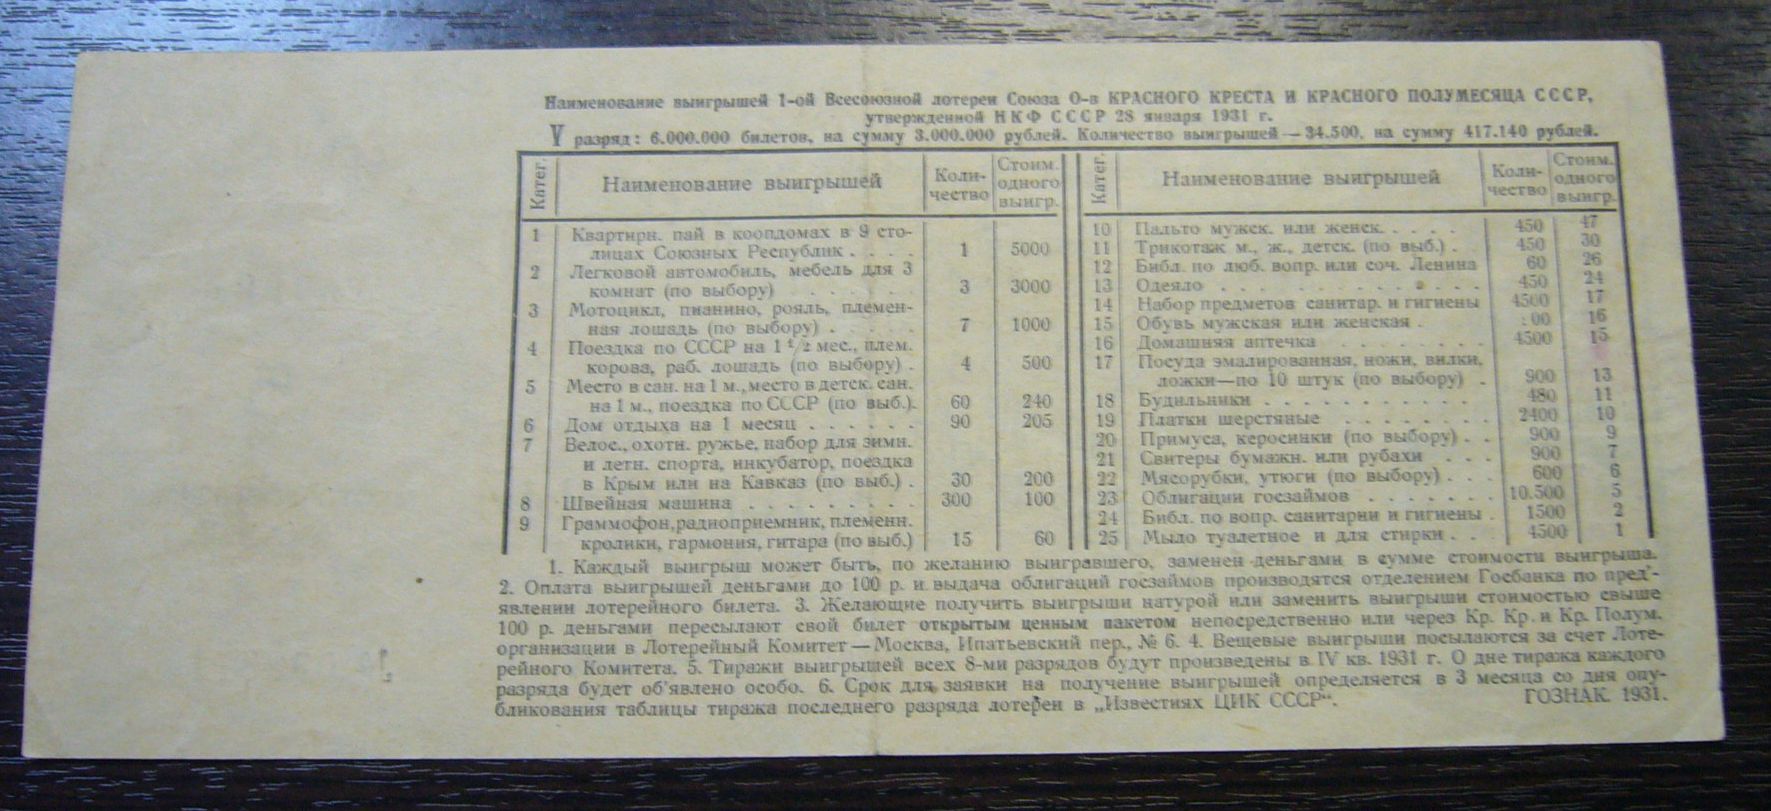 Наименование выигрышей 1-ой Всесоюзной лотереи Союза О-в КРАСНОГО КРЕСТА И КРАСНОГО ПОЛУМЕСЯЦА СССР,
утвержденной НКФ СССР 28 января 1931 г.
V разряд: 6.000.000 билетов, на сумму 3.000.000 рублей. Количество выигрышей — 34.500, на сумму 417.140 рублей.
Катег. Наименование выигрышей Коли-чество Стоим. одного выигр.
1 Квартирн. пай в коопдомах в 9 сто-
лицах Союзных Республик . . . . 1 5000
2 Легковой автомобиль, мебель для 3
комнат (по выбору) . . . . . 3 3000
3 Мотоцикл, пианино, рояль, племен-
ная лошадь (по выбору) . . . . . 7 1000
4 Поездка по СССР на 1 1/2 мес., плем.
корова, раб. лошадь (по выбору) . 4 500
5 Место в сан. на 1 м., место в детск. сан.
на 1 м., поездка по СССР (по выб.). 60 240
6 Дом отдыха на 1 месяц . . . . . . 90 205
7 Велос., охотн. ружье, набор для зимн.
и летн. спорта, инкубатор, поездка
в Крым или на Кавказ (по выб.) . 30 200
8 Швейная машина . . . . . . . . . 300 100
9 Граммофон, радиоприемник, племенн.
кролики, гармония, гитара (по выб.) 15 60
Катег. Наименование выигрышей Коли-чество Стоим. одного выигр.
10 Пальто мужск. или женск. . . . . 450 47
11 Трикотаж м., ж., детск. (по выб.) . 450 30
12 Библ. по люб. вопр. или соч. Ленина 60 26
13 Одеяло . . . . . . . . . . . . 450 24
14 Набор предметов санитар. и гигиены 4500 17
15 Обувь мужская или женская . 16
16 Домашняя аптечка . . . . . . . . 4500 15
17 Посуда эмалированная, ножи, вилки,
ложки—по 10 штук (по выбору) . 900 13
18 Будильники . . . . . . . . . . 480 11
19 Платки шерстяные . . . . . . . . 2400 10
20 Примуса, керосинки (по выбору) . . 900 9
21 Свитеры бумажн. или рубахи . . . 900 7
22 Мясорубки, утюги (по выбору) . . . 600 6
23 Облигации госзаймов . . . . . . . 10.500 5
24 Библ. по вопр. санитарии и гигиены . 1500 2
25 Мыло туалетное и для стирки . . . 4500 1
1. Каждый выигрыш может быть, по желанию выигравшего, заменен деньгами в сумме стоимости выигрыша.
2. Оплата выигрышей деньгами до 100 р. и выдача облигаций госзаймов производятся отделением Госбанка по пред'-
явлении лотерейного билета. 3. Желающие получить выигрыши натурой или заменить выигрыши стоимостью свыше
100 р. деньгами пересылают свой билет открытым ценным пакетом непосредственно или через Кр. Кр. и Кр. Полум.
организации в Лотерейный Комитет — Москва, Ипатьевский пер., № 6. 4. Вещевые выигрыши посылаются за счет Лоте-
рейного Комитета. 5. Тиражи выигрышей всех 8-ми разрядов будут произведены в IV кв. 1931 г. О дне тиража каждого
разряда будет об'явлено особо. 6. Срок для заявки на получение выигрышей определяется в 3 месяца со дня опу-
бликования таблицы тиража последнего разряда лотереи в „Известиях ЦИК СССР“. ГОЗНАК. 1931.